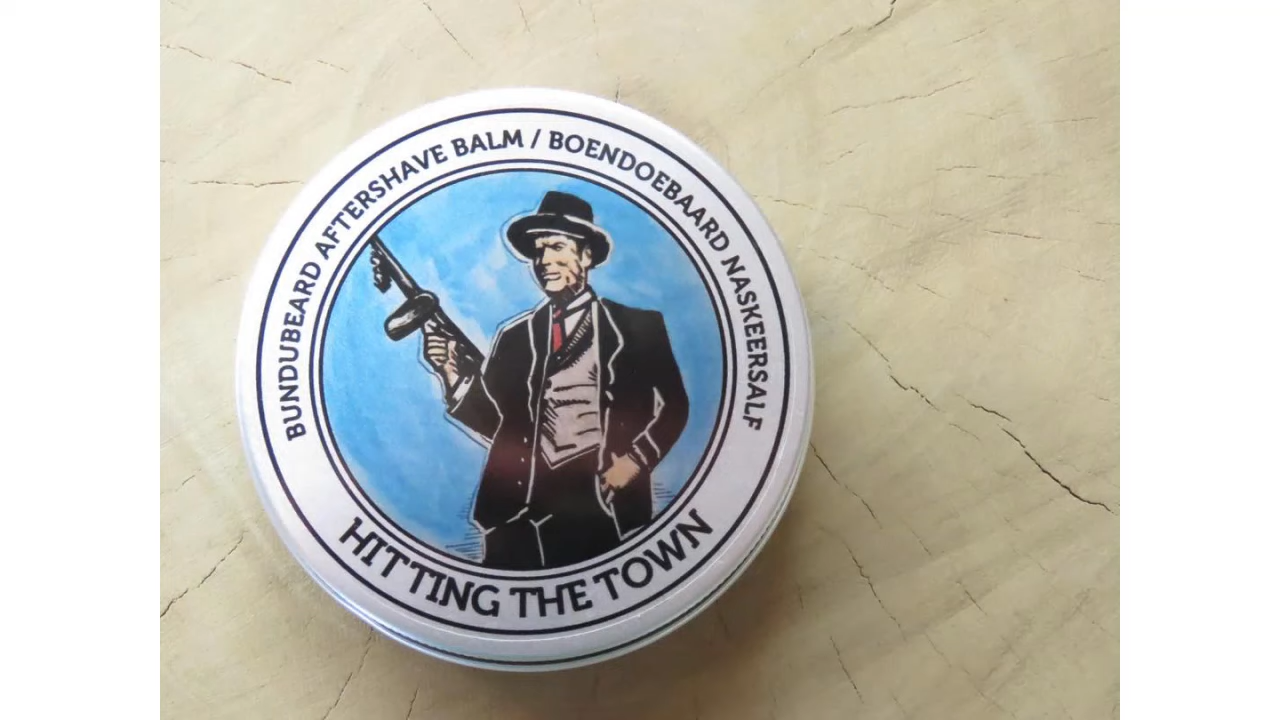 BUNDUBEARD AFTERSHAVE BALM / BOENDOEBAARD NASKEERSALF
HITTING THE TOWN